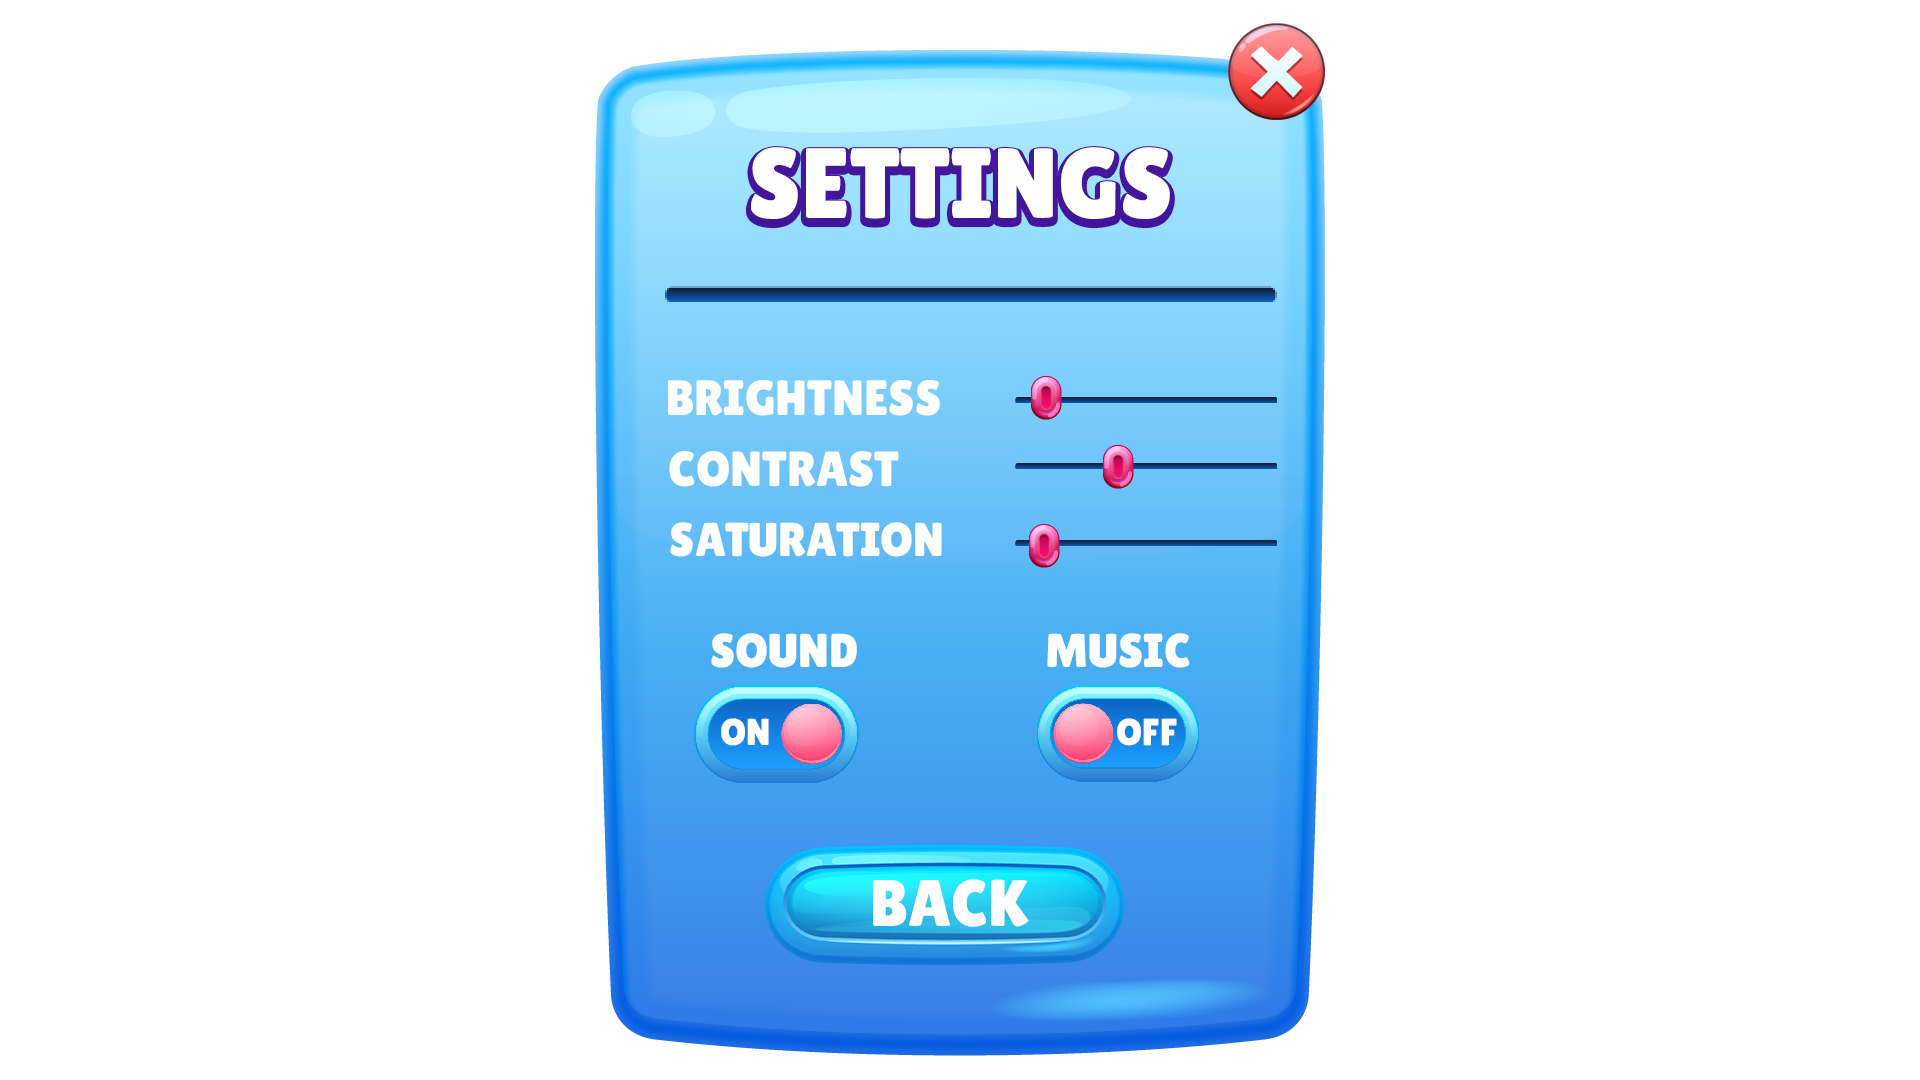 SETTINGS
BRIGHTNESS
CONTRAST
SATURATION
SOUND MUSIC
ON OFF
BACK